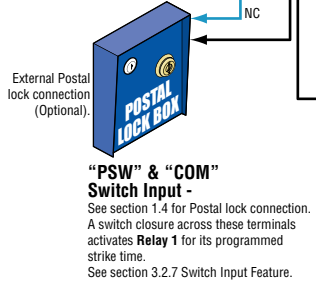 NC
External Postal
lock connection
(Optional).
POSTAL
LOCK BOX
“PSW” & “COM”
Switch Input -
See section 1.4 for Postal lock connection.
A switch closure across these terminals
activates Relay 1 for its programmed
strike time.
See section 3.2.7 Switch Input Feature.